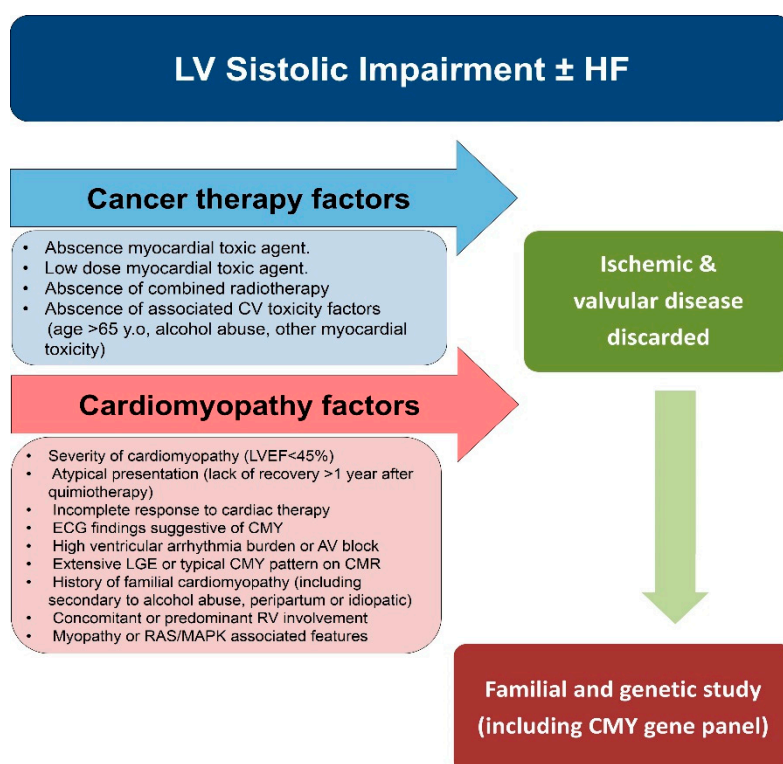 LV Sistolic Impairment ± HF
Cancer therapy factors
• Abscence myocardial toxic agent.
• Low dose myocardial toxic agent.
• Absence of combined radiotherapy
• Absence of associated CV toxicity factors
(age >65 y.o, alcohol abuse, other myocardial
toxicity)
Cardiomyopathy factors
• Severity of cardiomyopathy (LVEF<45%)
• Atypical presentation (lack of recovery >1 year after
quimiotherapy)
• Incomplete response to cardiac therapy
• ECG findings suggestive of CMY
• High ventricular arrhythmia burden or AV block
• Extensive LGE or typical CMY pattern on CMR
• History of familial cardiomyopathy (including
secondary to alcohol abuse, peripartum or idiopatic)
• Concomitant or predominant RV involvement
• Myopathy or RAS/MAPK associated features
Ischemic &
valvular disease
discarded
Familial and genetic study
(including CMY gene panel)